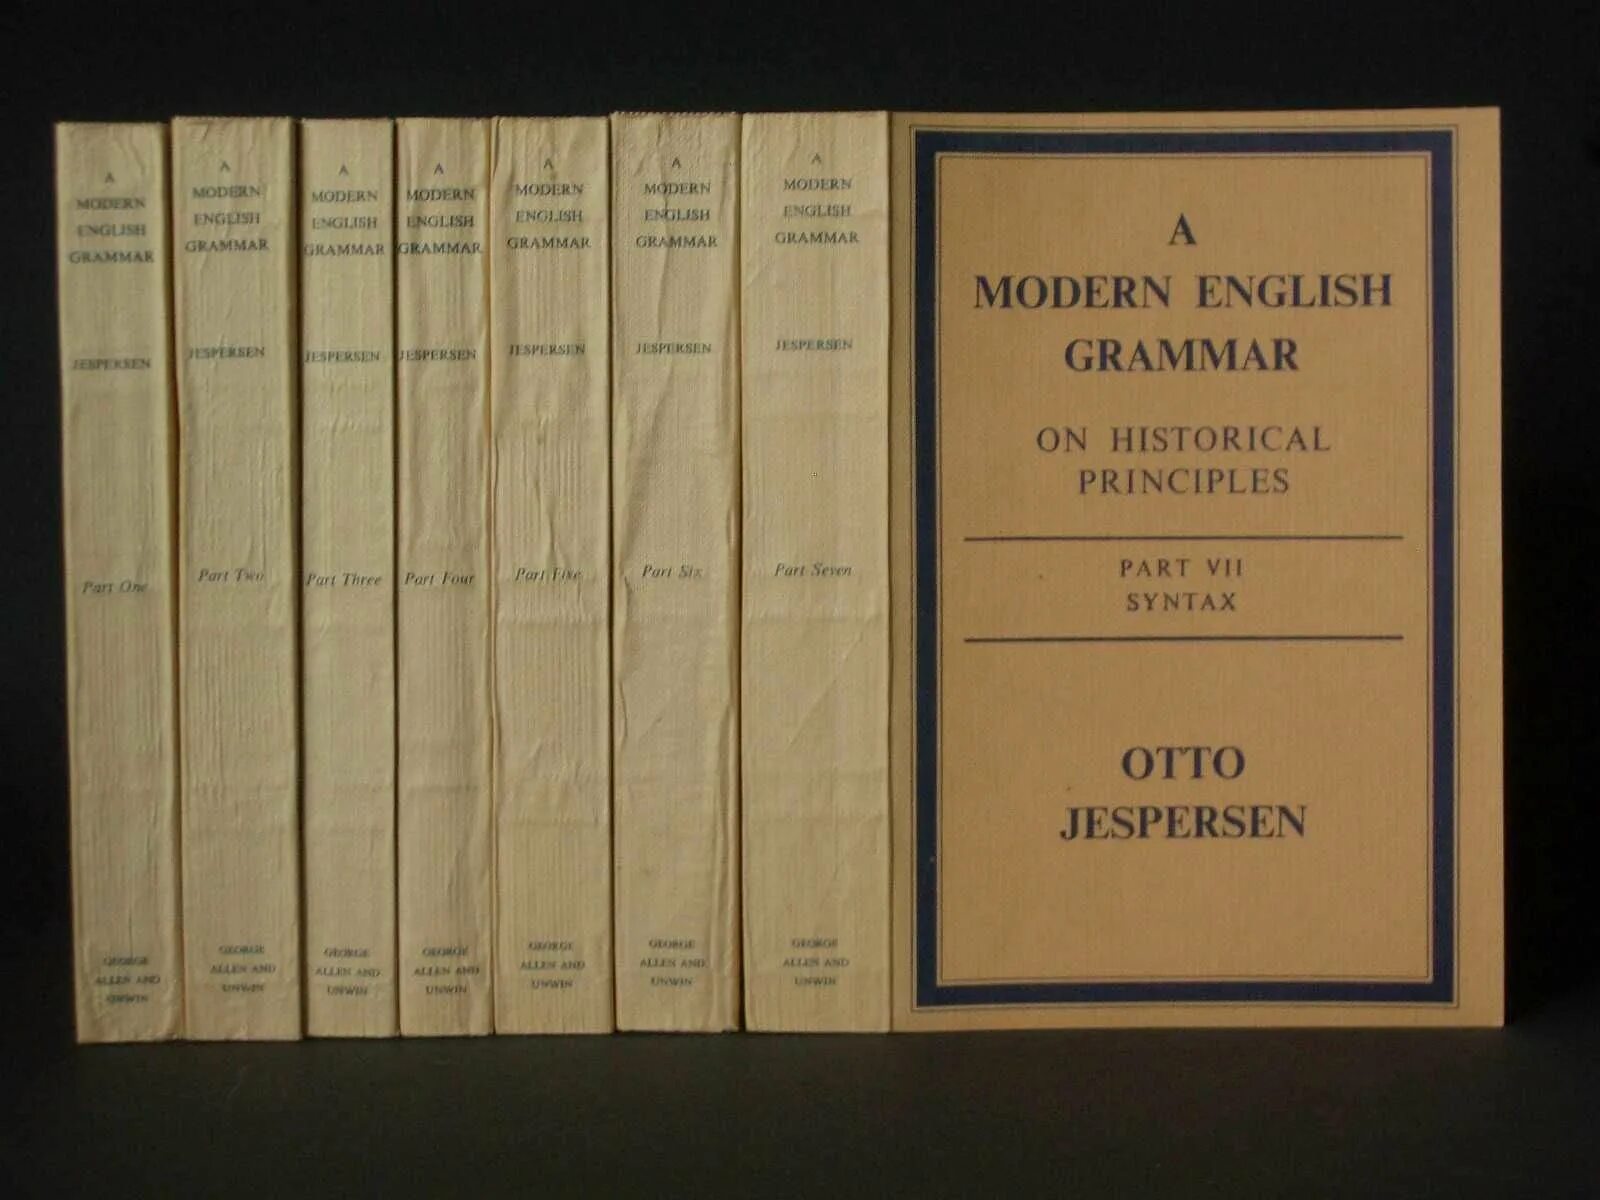 A
MODERN
ENGLISH
GRAMMAR
JESPERSEN
Part One
GEORGE
ALLEN AND
UNWIN
A
MODERN
ENGLISH
GRAMMAR
JESPERSEN
Part Two
GEORGE
ALLEN AND
UNWIN
A
MODERN
ENGLISH
GRAMMAR
JESPERSEN
Part Three
GEORGE
ALLEN AND
UNWIN
A
MODERN
ENGLISH
GRAMMAR
JESPERSEN
Part Four
GEORGE
ALLEN AND
UNWIN
A
MODERN
ENGLISH
GRAMMAR
JESPERSEN
Part Five
GEORGE
ALLEN AND
UNWIN
A
MODERN
ENGLISH
GRAMMAR
JESPERSEN
Part Six
GEORGE
ALLEN AND
UNWIN
A
MODERN
ENGLISH
GRAMMAR
JESPERSEN
Part Seven
GEORGE
ALLEN AND
UNWIN
A
MODERN ENGLISH
GRAMMAR
ON HISTORICAL
PRINCIPLES
PART VII
SYNTAX
OTTO
JESPERSEN